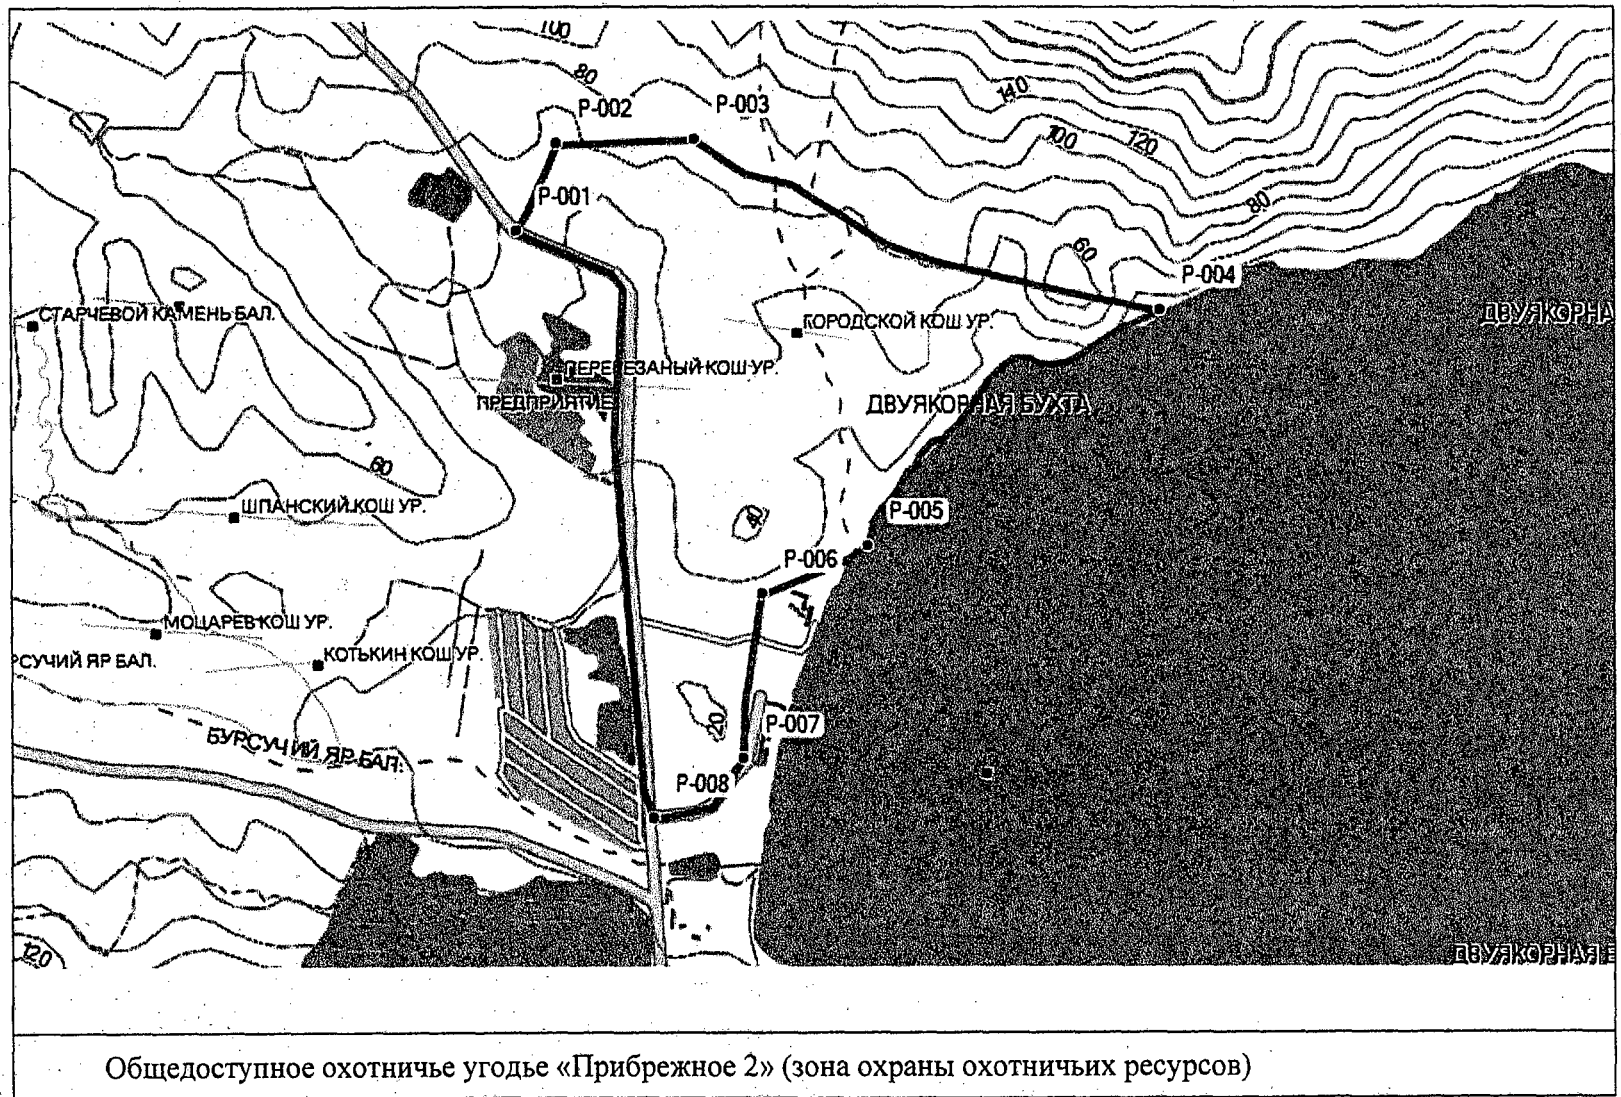 100
80
P-002
P-003
140
100
120
P-001
80
60
P-004
СТАРЧЕВОЙ КАМЕНЬ БАЛ.
ГОРОДСКОЙ КОШ УР.
ДВУЯКОРНА
ПЕРЕРЕЗАНЫЙ КОШ УР.
ПРЕДПРИЯТИЕ
ДВУЯКОРНАЯ БУХТА
60
ШПАНСКИЙ КОШ УР.
40
P-005
P-006
МОЦАРЕВ КОШ УР.
РСУЧИЙ ЯР БАЛ.
КОТЬКИН КОШ УР.
20
P-007
БУРСУЧИЙ ЯР БАЛ.
P-008
120
ДВУЯКОРНАЯ Б
Общедоступное охотничье угодье «Прибрежное 2» (зона охраны охотничьих ресурсов)